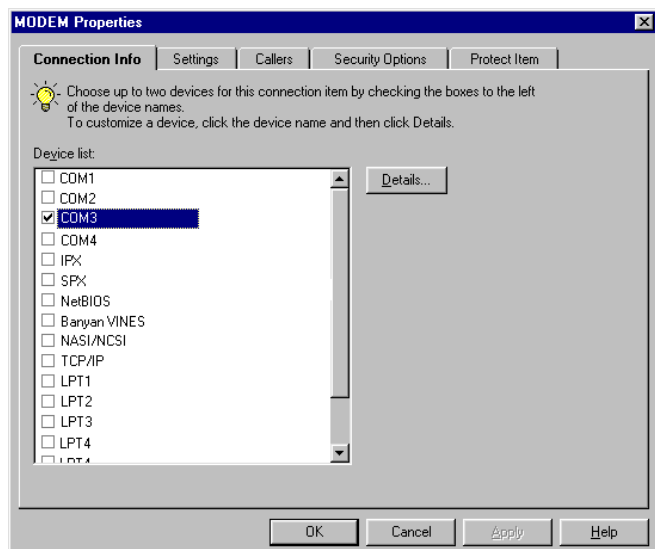 MODEM Properties
Connection Info Settings Callers Security Options Protect Item
Choose up to two devices for this connection item by checking the boxes to the left
of the device names.
To customize a device, click the device name and then click Details.
Device list:
COM1
Details...
COM2
COM3
COM4
IPX
SPX
NetBIOS
Banyan VINES
NASI/NCSI
TCP/IP
LPT1
LPT2
LPT3
LPT4
OK Cancel Apply Help